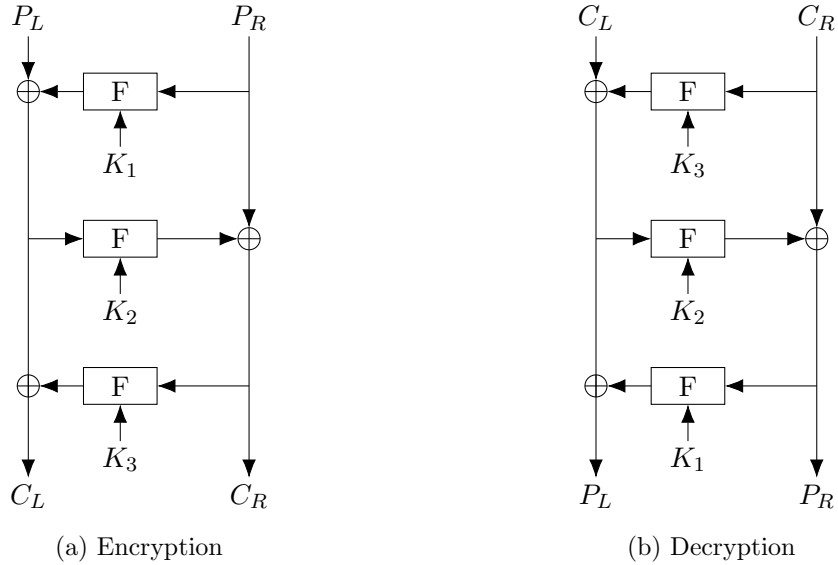 P_L P_R C_L C_R
F F
K_1 K_3
F F
K_2 K_2
F F
K_3 K_1
C_L C_R P_L P_R
(a) Encryption (b) Decryption